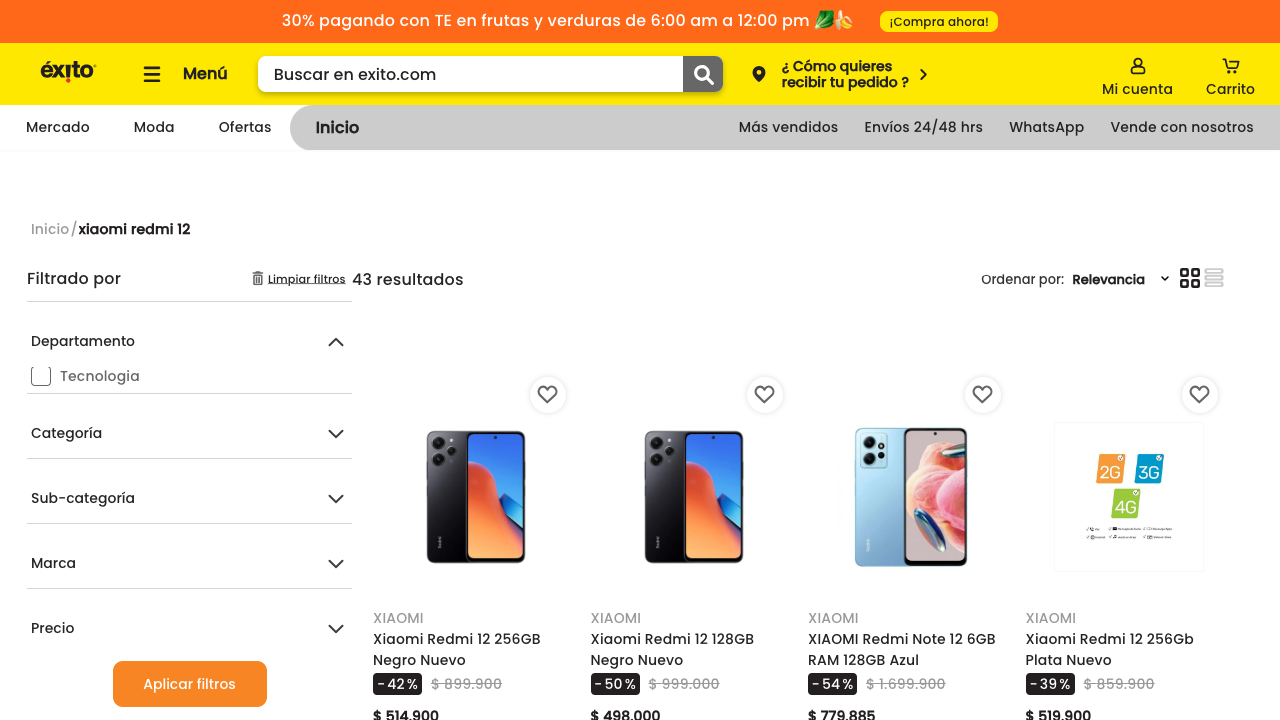 30% pagando con TE en frutas y verduras de 6:00 am a 12:00 pm
¡Compra ahora!
éxito
Menú
Buscar en exito.com
¿ Cómo quieres
recibir tu pedido ?
Mi cuenta
Carrito
Mercado
Moda
Ofertas
Inicio
Más vendidos
Envíos 24/48 hrs
WhatsApp
Vende con nosotros
Inicio/xiaomi redmi 12
Filtrado por
Limpiar filtros
43 resultados
Ordenar por: Relevancia
Departamento
Tecnologia
Categoría
Sub-categoría
Marca
Precio
Aplicar filtros
2G
3G
4G
XIAOMI
Xiaomi Redmi 12 256GB
Negro Nuevo
-42%
$ 899.900
$ 514.900
XIAOMI
Xiaomi Redmi 12 128GB
Negro Nuevo
-50%
$ 999.000
$ 498.000
XIAOMI
XIAOMI Redmi Note 12 6GB
RAM 128GB Azul
-54%
$ 1.699.900
$ 779.885
XIAOMI
Xiaomi Redmi 12 256Gb
Plata Nuevo
-39%
$ 859.900
$ 519.900